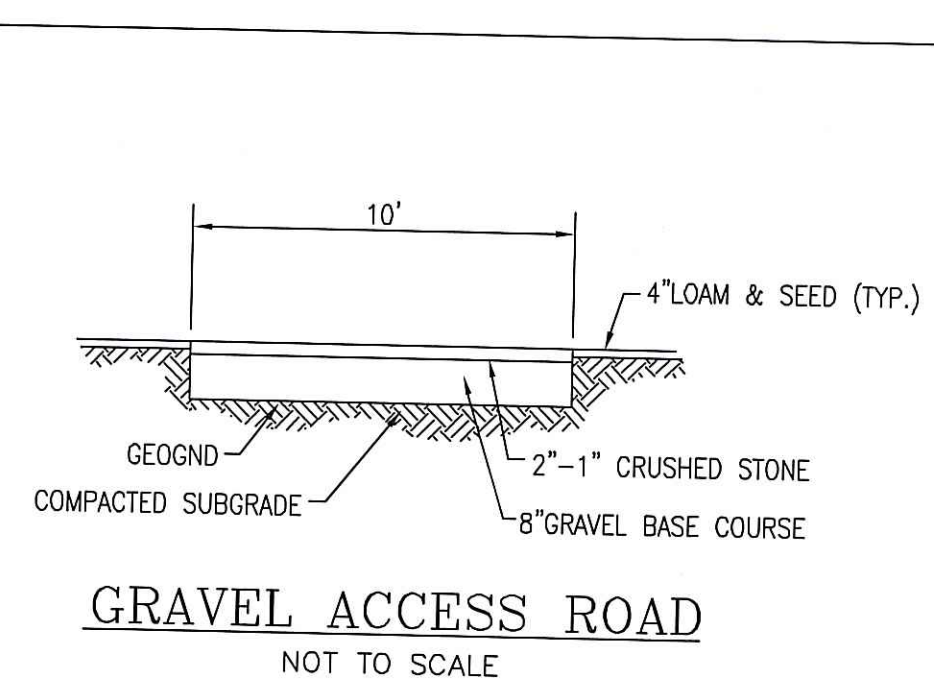 10'
4"LOAM & SEED (TYP.)
GEOGND
2"-1" CRUSHED STONE
COMPACTED SUBGRADE
8"GRAVEL BASE COURSE
GRAVEL ACCESS ROAD
NOT TO SCALE